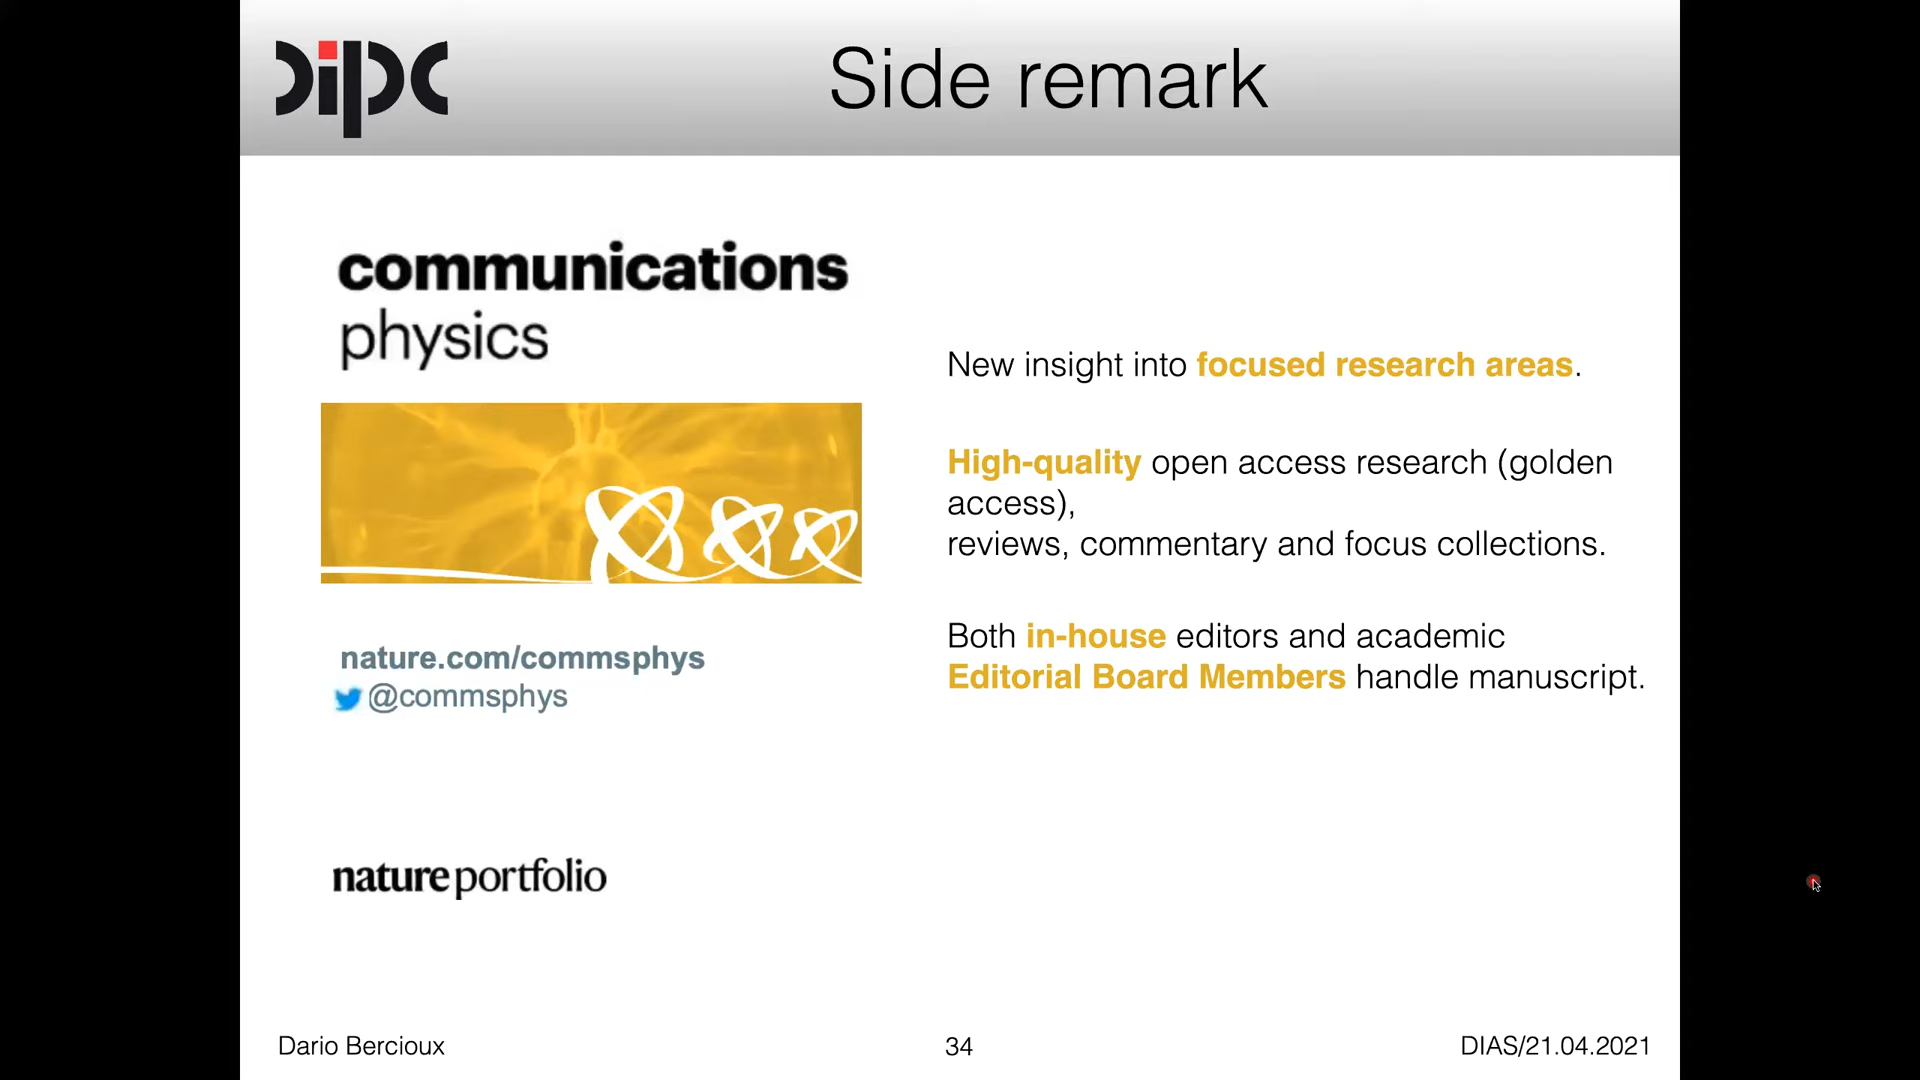 dipc
Side remark
communications
physics
nature.com/commsphys
@commsphys
nature portfolio
New insight into focused research areas.
High-quality open access research (golden
access),
reviews, commentary and focus collections.
Both in-house editors and academic
Editorial Board Members handle manuscript.
Dario Bercioux
34
DIAS/21.04.2021